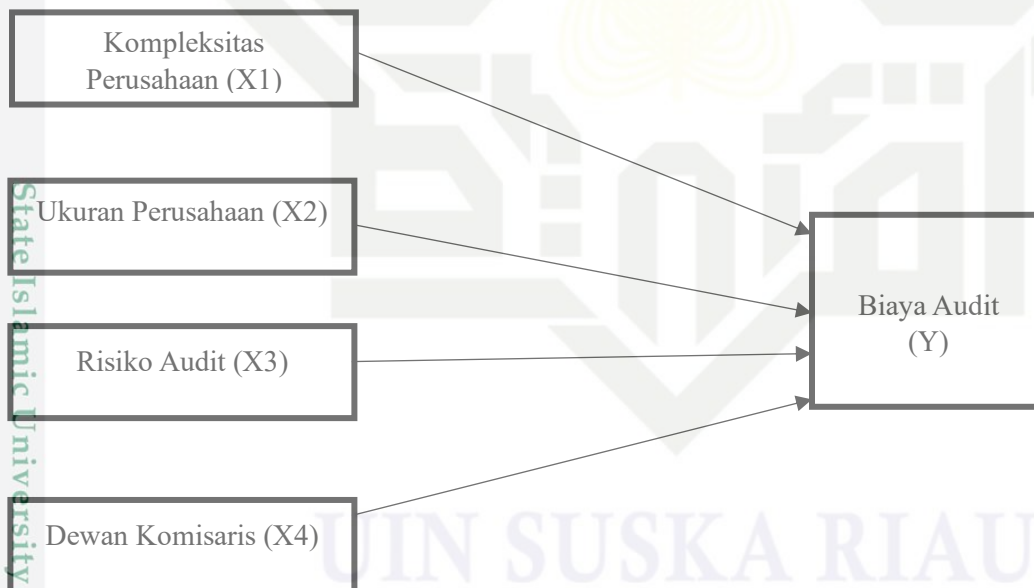 Kompleksitas
Perusahaan (X1)
Ukuran Perusahaan (X2)
Risiko Audit (X3)
Dewan Komisaris (X4)
Biaya Audit
(Y)
State Islamic University
UIN SUSKA RIAU